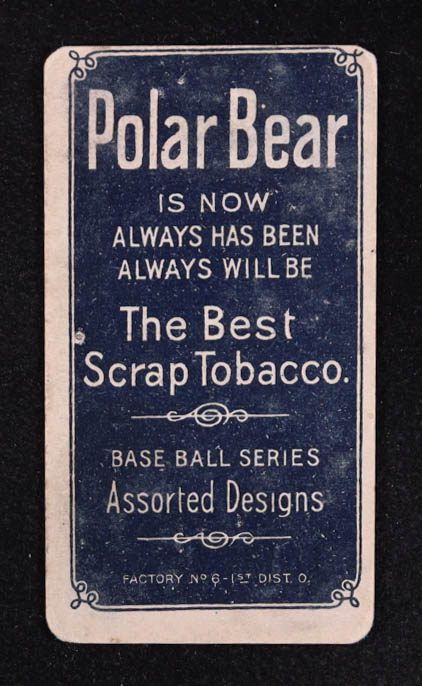 Polar Bear
IS NOW
ALWAYS HAS BEEN
ALWAYS WILL BE
The Best
Scrap Tobacco.
BASE BALL SERIES
Assorted Designs
FACTORY Nº 6-1ST DIST. O.